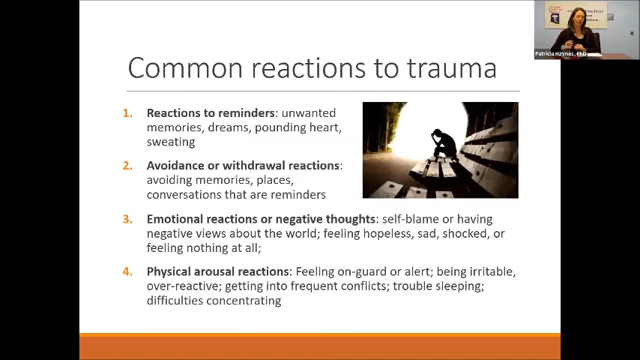 Common reactions to trauma
1. Reactions to reminders: unwanted
memories, dreams, pounding heart,
sweating
2. Avoidance or withdrawal reactions:
avoiding memories, places,
conversations that are reminders
3. Emotional reactions or negative thoughts: self-blame or having
negative views about the world; feeling hopeless, sad, shocked, or
feeling nothing at all;
4. Physical arousal reactions: Feeling on-guard or alert; being irritable,
over-reactive; getting into frequent conflicts; trouble sleeping;
difficulties concentrating
Patricia Haynes, PhD